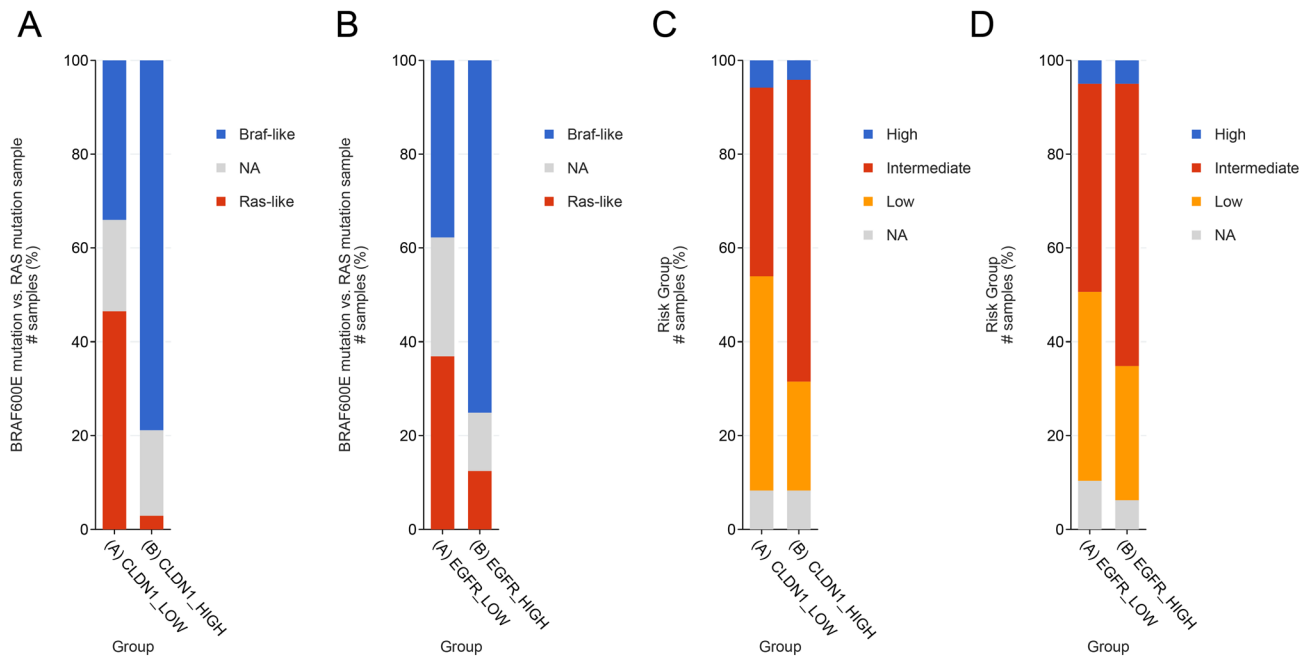 A
BRAF600E mutation vs. RAS mutation sample
# samples (%)
100
80
60
40
20
0
(A) CLDN1_LOW
(B) CLDN1_HIGH
Group
Braf-like
NA
Ras-like
B
BRAF600E mutation vs. RAS mutation sample
# samples (%)
100
80
60
40
20
0
(A) EGFR_LOW
(B) EGFR_HIGH
Group
Braf-like
NA
Ras-like
C
Risk Group
# samples (%)
100
80
60
40
20
0
(A) CLDN1_LOW
(B) CLDN1_HIGH
Group
High
Intermediate
Low
NA
D
Risk Group
# samples (%)
100
80
60
40
20
0
(A) EGFR_LOW
(B) EGFR_HIGH
Group
High
Intermediate
Low
NA